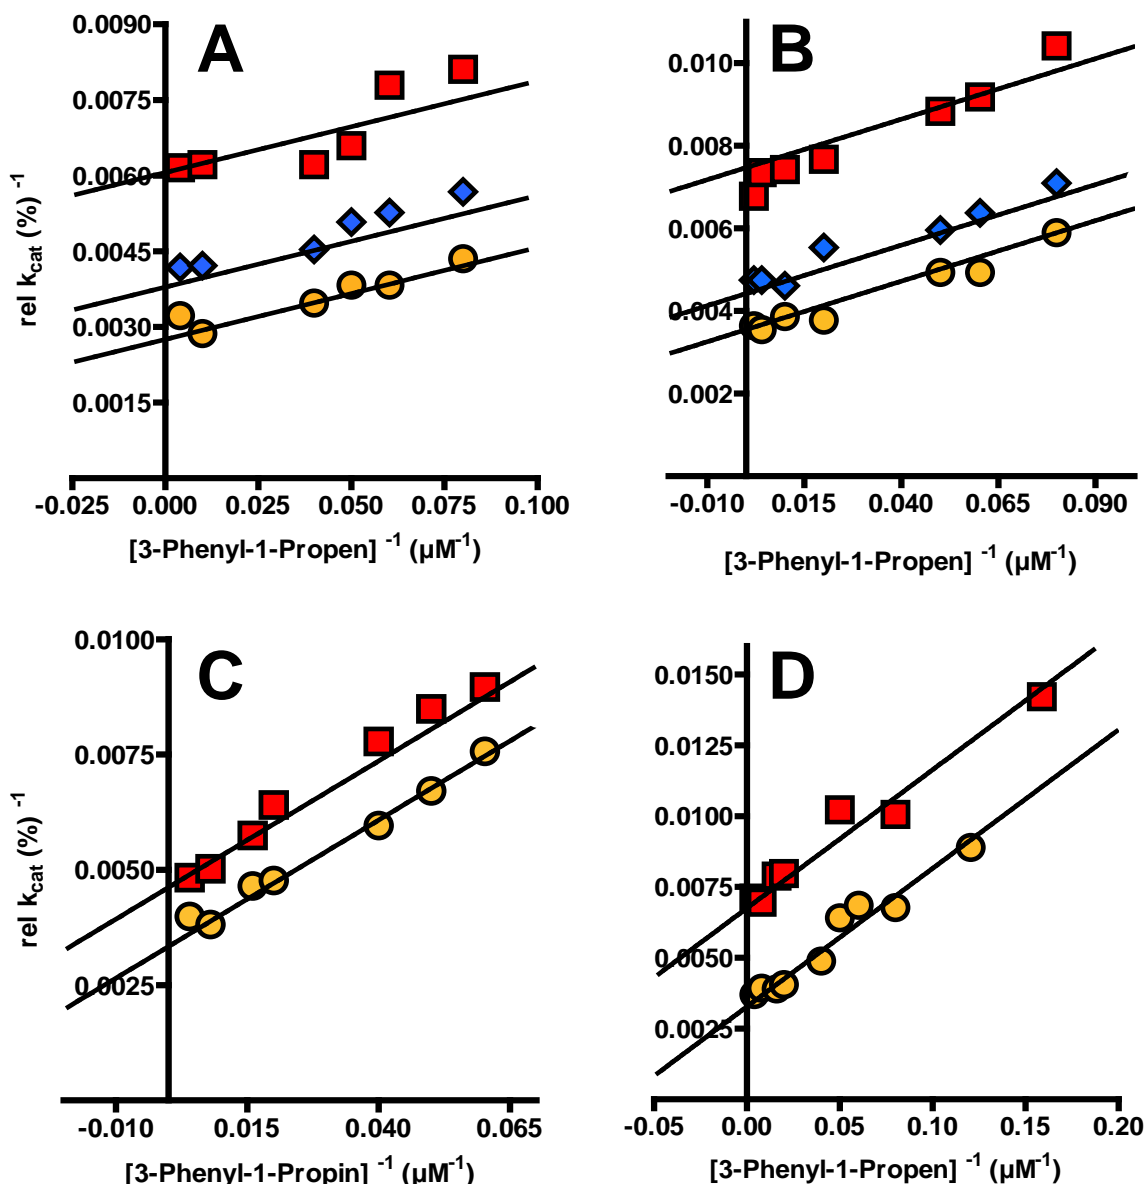 A
0.0090
0.0075
0.0060
0.0045
0.0030
0.0015
rel k_cat (%) ⁻¹
-0.025 0.000 0.025 0.050 0.075 0.100
[3-Phenyl-1-Propen] ⁻¹ (µM⁻¹)
B
0.010
0.008
0.006
0.004
0.002
-0.010 0.015 0.040 0.065 0.090
[3-Phenyl-1-Propen] ⁻¹ (µM⁻¹)
C
0.0100
0.0075
0.0050
0.0025
rel k_cat (%) ⁻¹
-0.010 0.015 0.040 0.065
[3-Phenyl-1-Propin] ⁻¹ (µM⁻¹)
D
0.0150
0.0125
0.0100
0.0075
0.0050
0.0025
-0.05 0.00 0.05 0.10 0.15 0.20
[3-Phenyl-1-Propen] ⁻¹ (µM⁻¹)